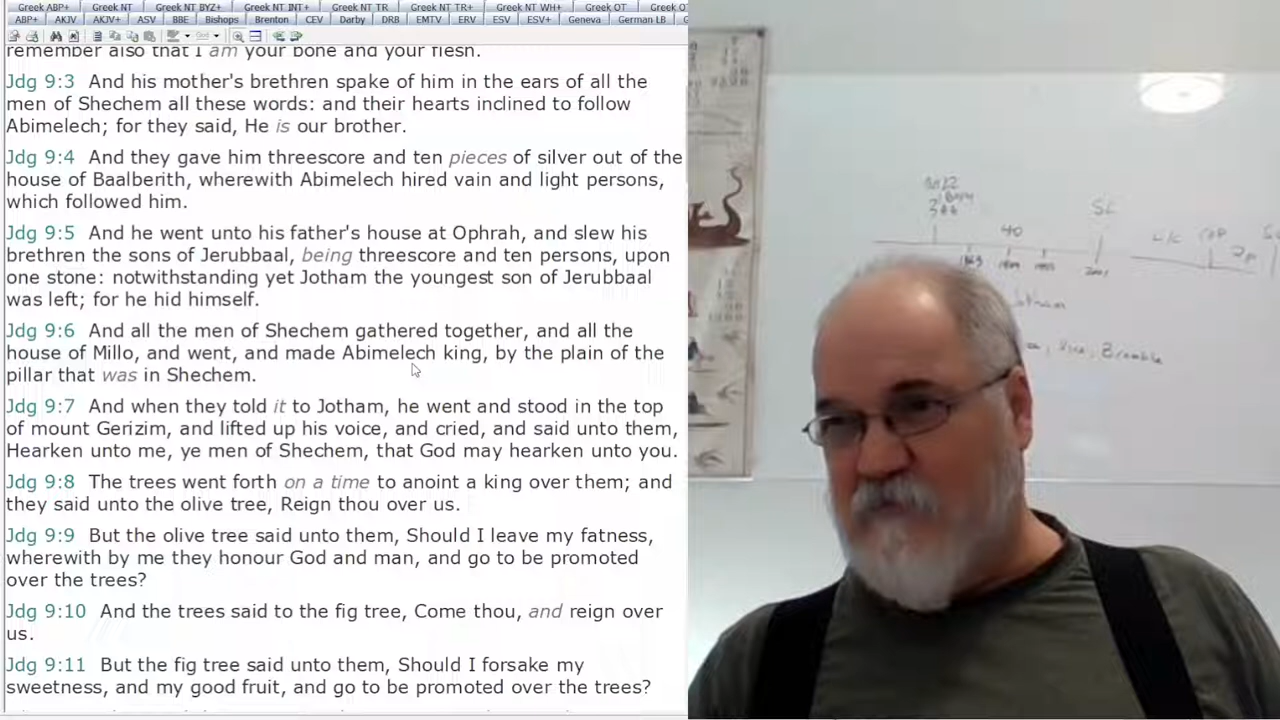 Greek ABP+ Greek NT Greek NT BYZ+ Greek NT INT+ Greek NT TR Greek NT TR+ Greek NT WH+ Greek OT Greek O
ABP+ AKJV AKJV+ ASV BBE Bishops Brenton CEV Darby DRB EMTV ERV ESV ESV+ Geneva German LB G
remember also that I am your bone and your flesh.
Jdg 9:3 And his mother's brethren spake of him in the ears of all the
men of Shechem all these words: and their hearts inclined to follow
Abimelech; for they said, He is our brother.
Jdg 9:4 And they gave him threescore and ten pieces of silver out of the
house of Baalberith, wherewith Abimelech hired vain and light persons,
which followed him.
Jdg 9:5 And he went unto his father's house at Ophrah, and slew his
brethren the sons of Jerubbaal, being threescore and ten persons, upon
one stone: notwithstanding yet Jotham the youngest son of Jerubbaal
was left; for he hid himself.
Jdg 9:6 And all the men of Shechem gathered together, and all the
house of Millo, and went, and made Abimelech king, by the plain of the
pillar that was in Shechem.
Jdg 9:7 And when they told it to Jotham, he went and stood in the top
of mount Gerizim, and lifted up his voice, and cried, and said unto them,
Hearken unto me, ye men of Shechem, that God may hearken unto you.
Jdg 9:8 The trees went forth on a time to anoint a king over them; and
they said unto the olive tree, Reign thou over us.
Jdg 9:9 But the olive tree said unto them, Should I leave my fatness,
wherewith by me they honour God and man, and go to be promoted
over the trees?
Jdg 9:10 And the trees said to the fig tree, Come thou, and reign over
us.
Jdg 9:11 But the fig tree said unto them, Should I forsake my
sweetness, and my good fruit, and go to be promoted over the trees?
SL
40
2001
Jotham
Vine, Bramble